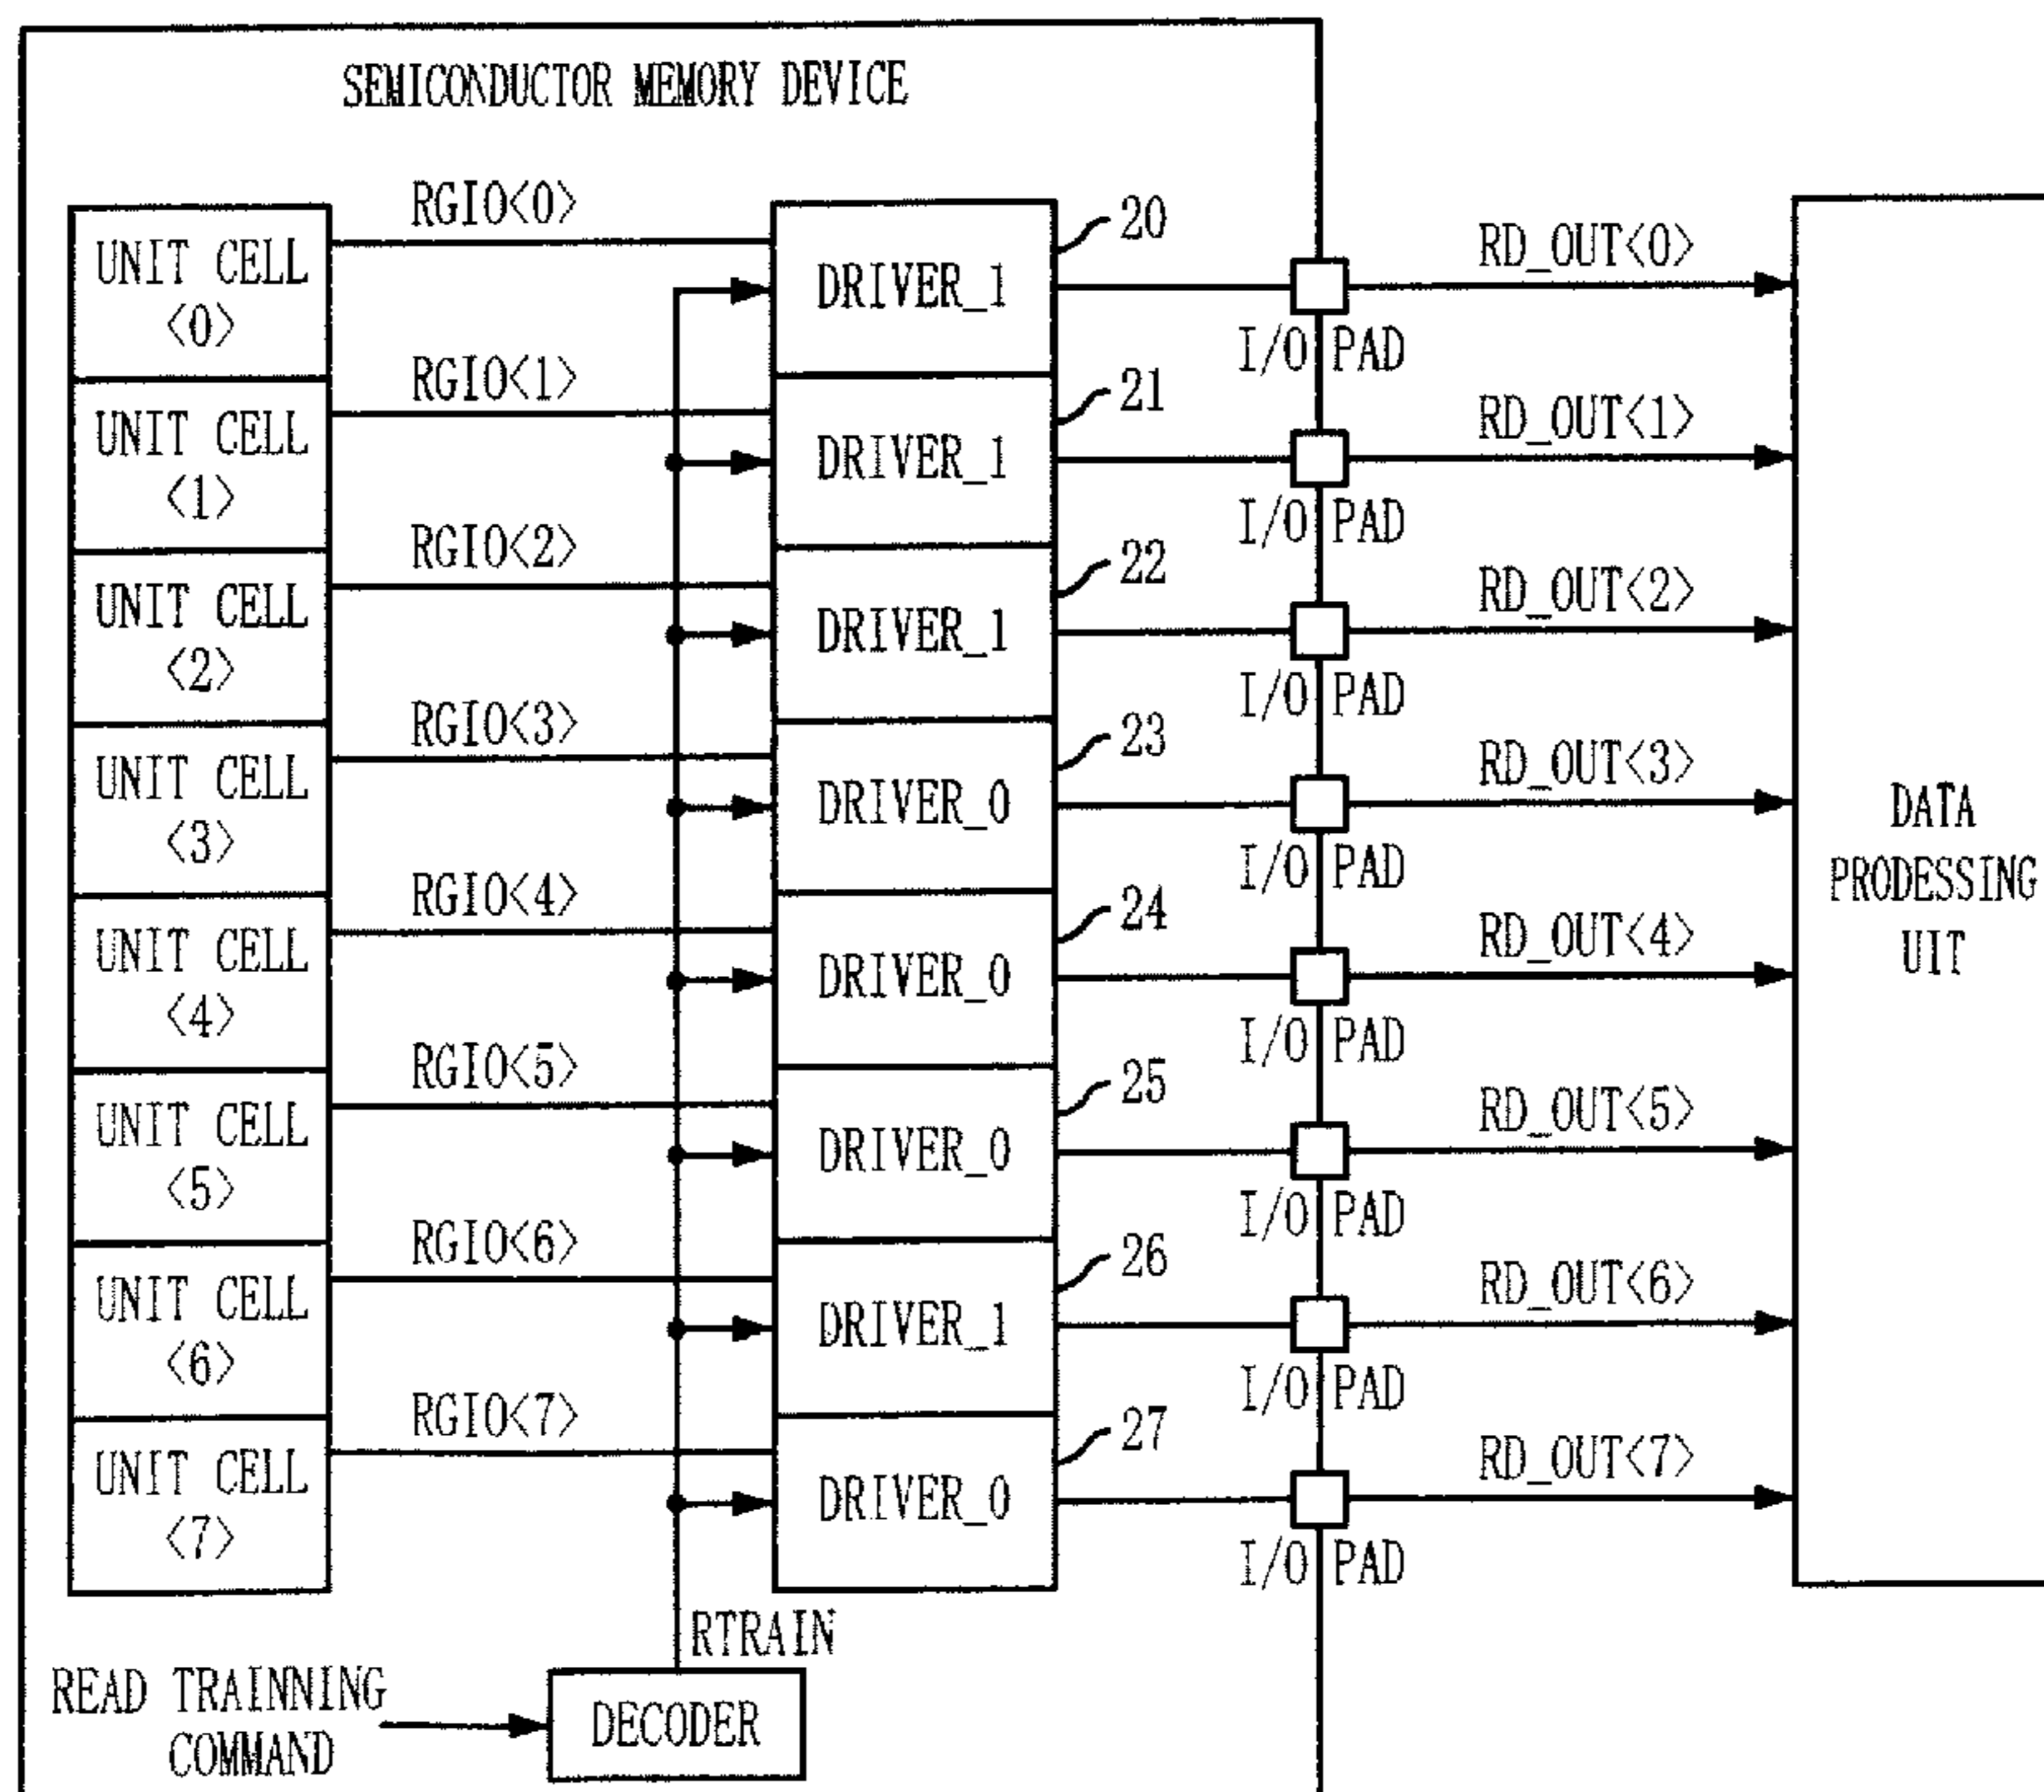 SEMICONDUCTOR MEMORY DEVICE
UNIT CELL
<0>
RGIO<0>
DRIVER_1
20
I/O PAD
RD_OUT<0>
UNIT CELL
<1>
RGIO<1>
DRIVER_1
21
I/O PAD
RD_OUT<1>
UNIT CELL
<2>
RGIO<2>
DRIVER_1
22
I/O PAD
RD_OUT<2>
UNIT CELL
<3>
RGIO<3>
DRIVER_0
23
I/O PAD
RD_OUT<3>
UNIT CELL
<4>
RGIO<4>
DRIVER_0
24
I/O PAD
RD_OUT<4>
UNIT CELL
<5>
RGIO<5>
DRIVER_0
25
I/O PAD
RD_OUT<5>
UNIT CELL
<6>
RGIO<6>
DRIVER_1
26
I/O PAD
RD_OUT<6>
UNIT CELL
<7>
RGIO<7>
DRIVER_0
27
I/O PAD
RD_OUT<7>
DATA
PRODESSING
UIT
RTRAIN
READ TRAINNING
COMMAND
DECODER